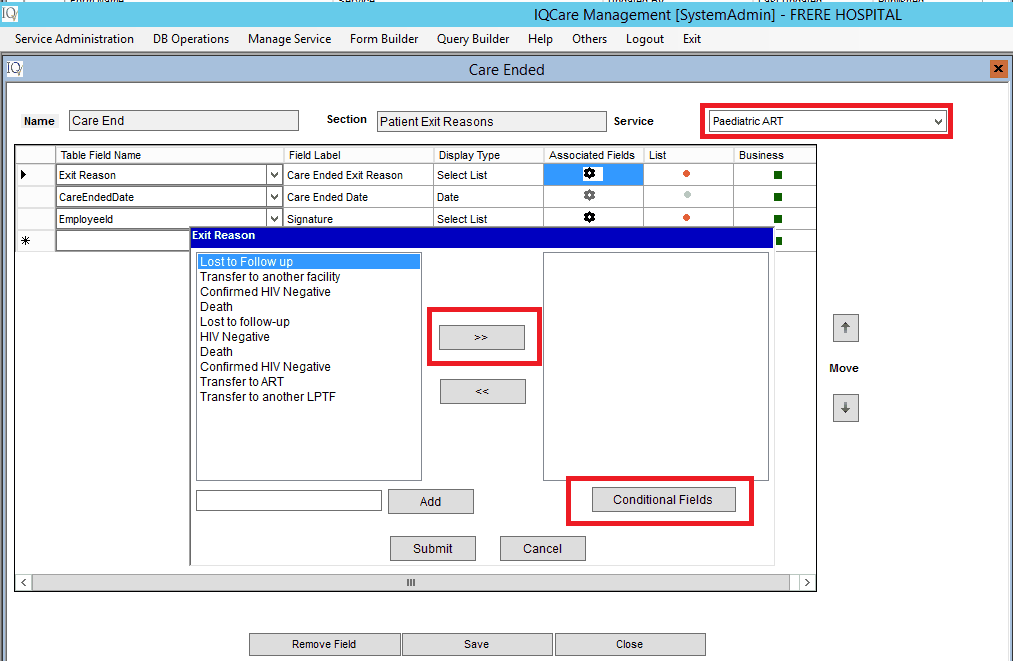 IQCare Management [SystemAdmin] - FRERE HOSPITAL
Service Administration DB Operations Manage Service Form Builder Query Builder Help Others Logout Exit
IQ Care Ended
Name Care End Section Patient Exit Reasons Service Paediatric ART
Table Field Name Field Label Display Type Associated Fields List Business
Exit Reason Care Ended Exit Reason Select List
CareEndedDate Care Ended Date Date
EmployeeId Signature Select List
Exit Reason
Lost to Follow up
Transfer to another facility
Confirmed HIV Negative
Death
Lost to follow-up
HIV Negative
Death
Confirmed HIV Negative
Transfer to ART
Transfer to another LPTF
>>
<<
Move
Add
Conditional Fields
Submit Cancel
Remove Field Save Close